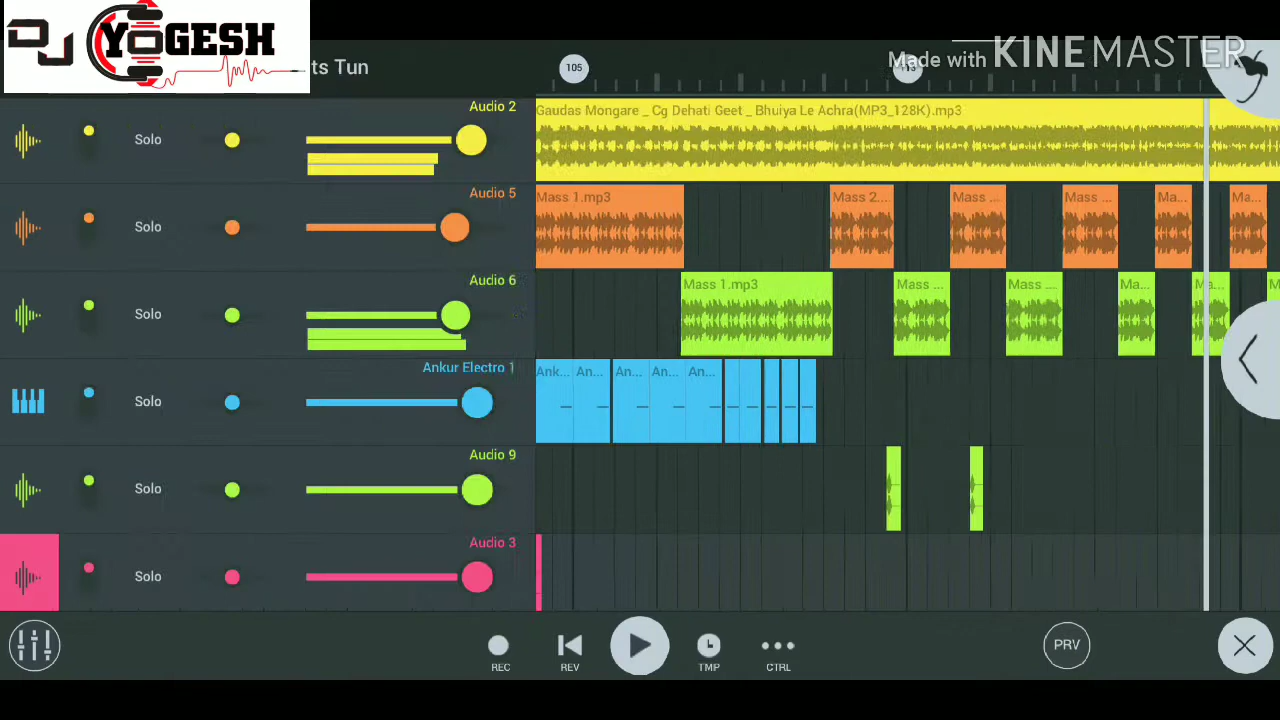 DJ YOGESH
ts Tun
105
Made with KINEMASTER
Audio 2
Solo
Gaudas Mongare _ Cg Dehati Geet _ Bhuiya Le Achra(MP3_128K).mp3
Audio 5
Solo
Mass 1.mp3
Mass 2...
Mass ...
Mass ...
Ma...
Ma...
Audio 6
Solo
Mass 1.mp3
Mass ...
Mass ...
Ma...
Ma...
M
Ankur Electro 1
Solo
Ank...
An...
An...
An...
An...
Audio 9
Solo
Audio 3
Solo
REC
REV
TMP
CTRL
PRV